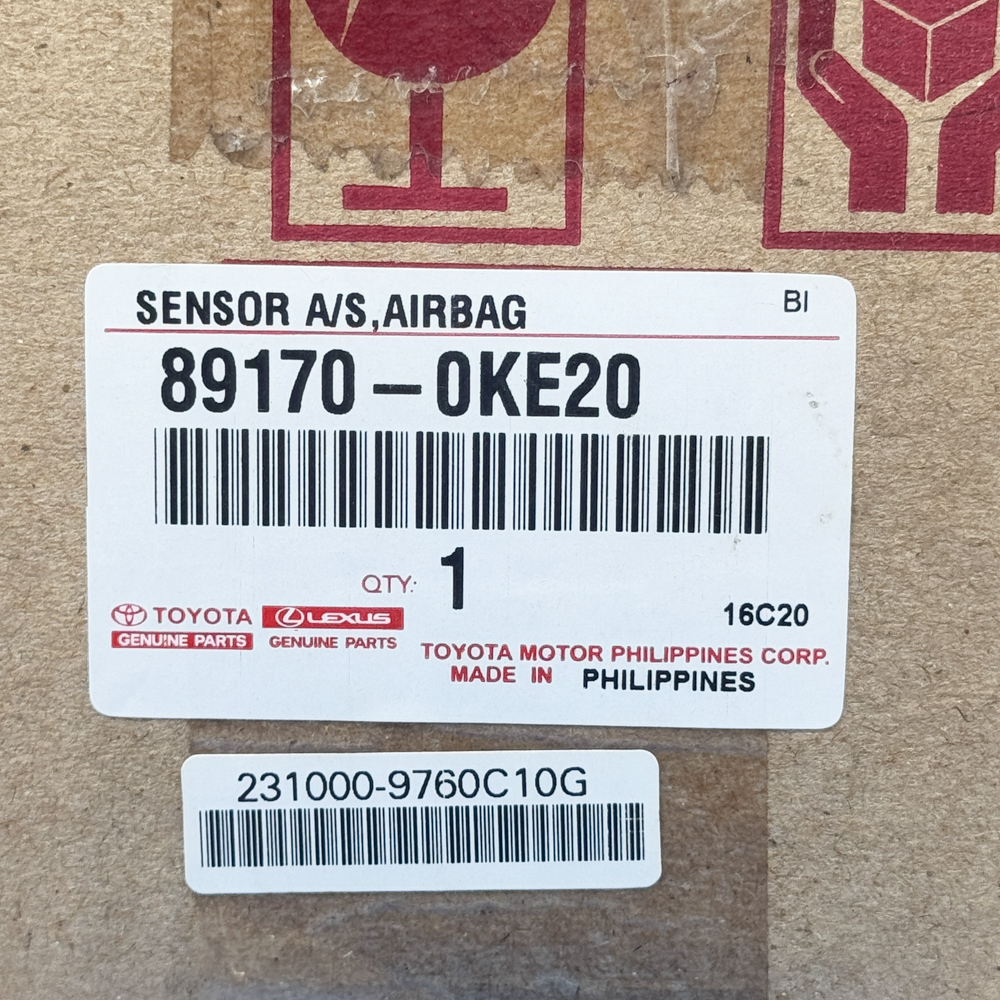 SENSOR A/S,AIRBAG
BI
89170-0KE20
QTY: 1
TOYOTA LEXUS
16C20
GENUINE PARTS GENUINE PARTS
TOYOTA MOTOR PHILIPPINES CORP.
MADE IN PHILIPPINES
231000-9760C10G